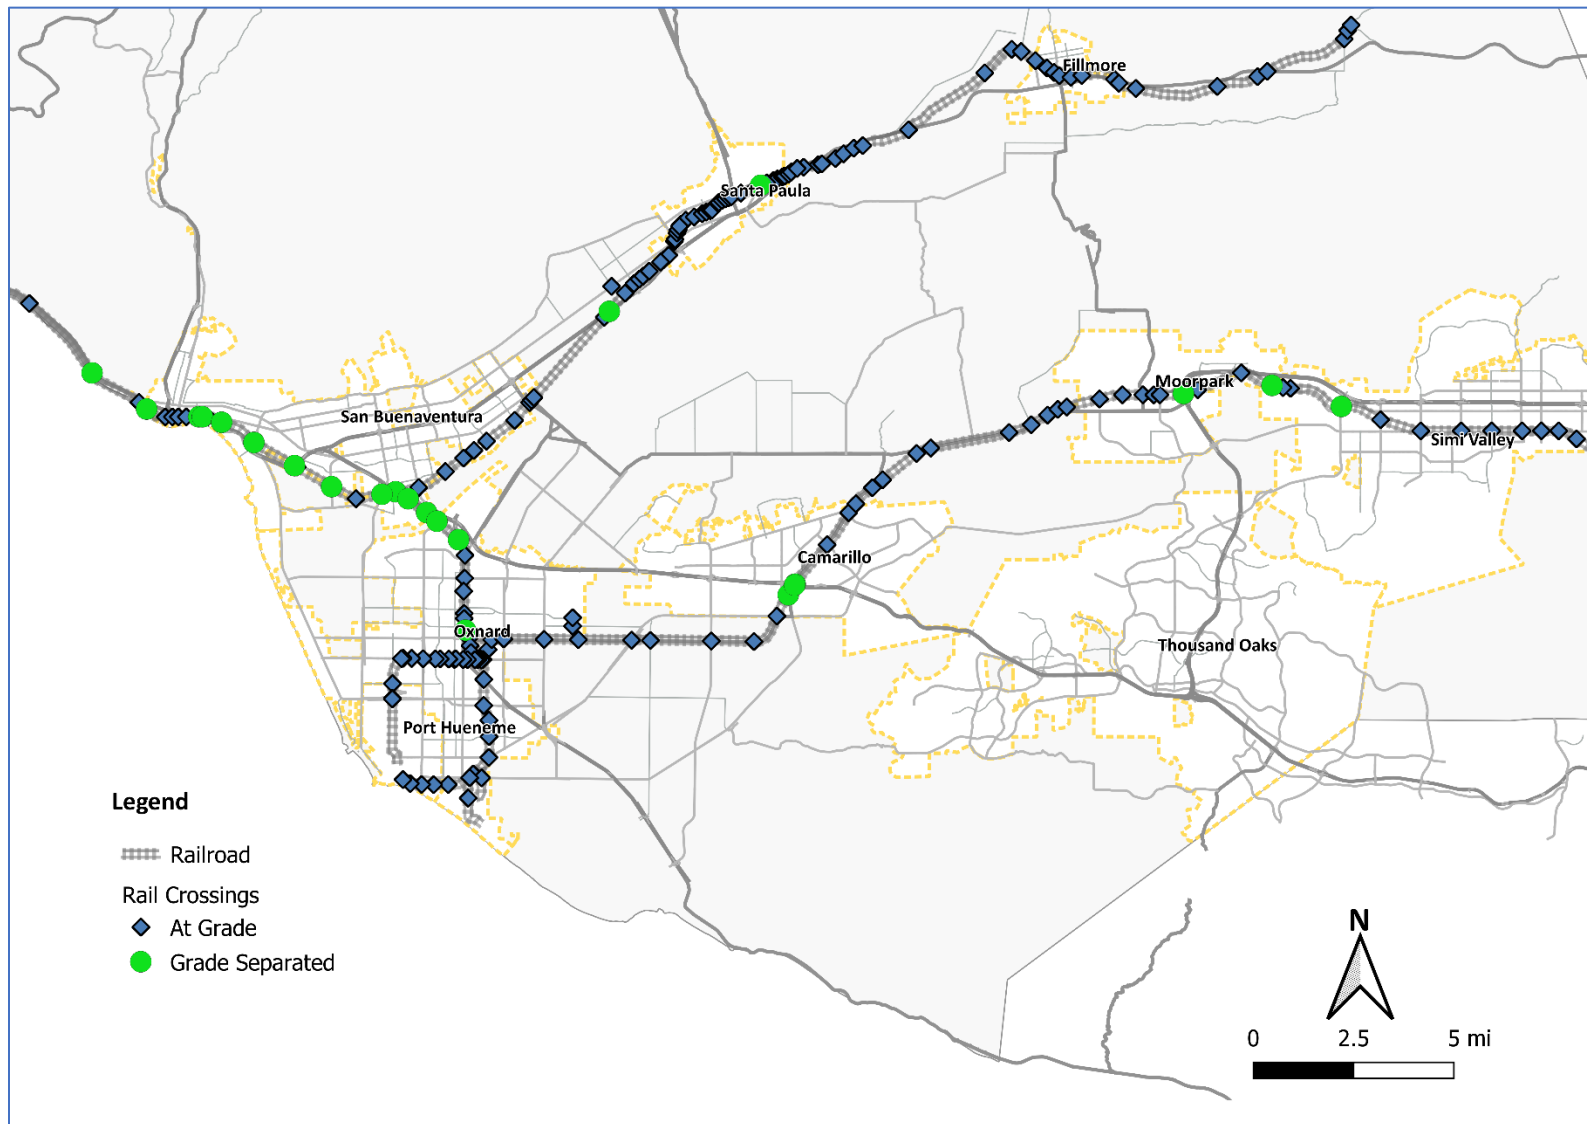 Fillmore
Santa Paula
Moorpark
San Buenaventura
Simi Valley
Camarillo
Oxnard
Thousand Oaks
Port Hueneme
Legend
Railroad
Rail Crossings
At Grade
Grade Separated
N
0 2.5 5 mi